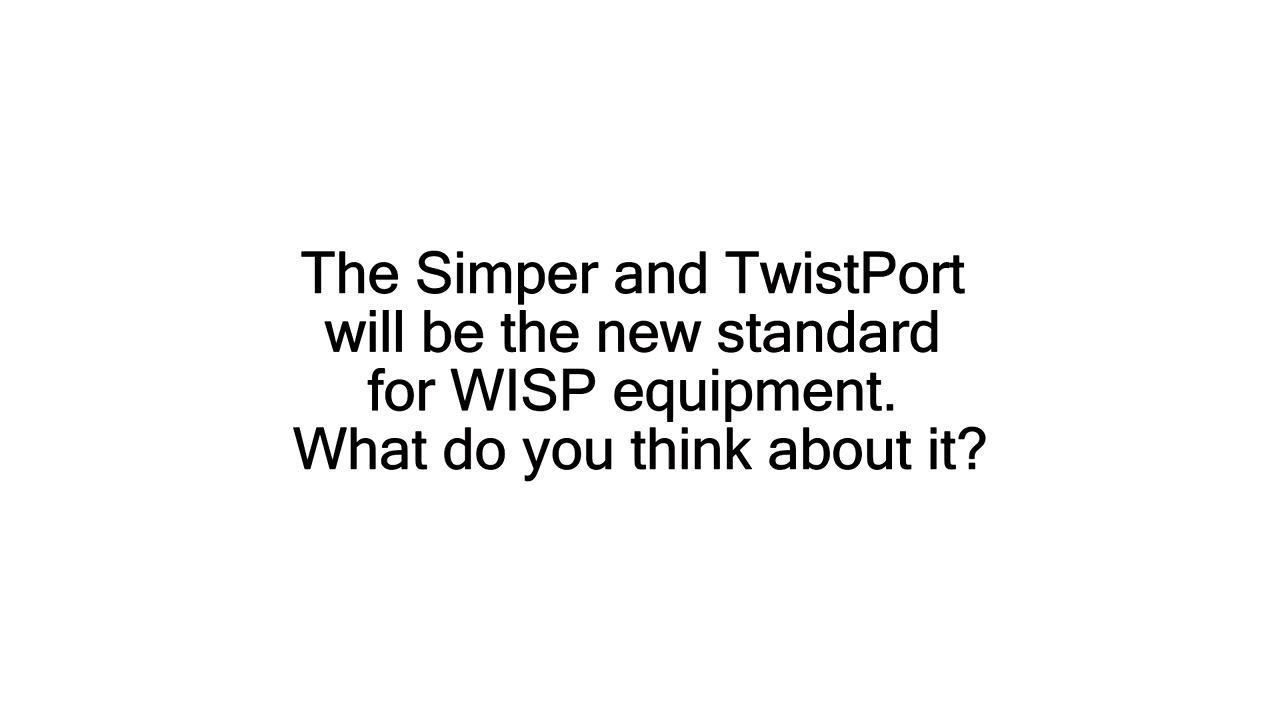 The Simper and TwistPort
will be the new standard
for WISP equipment.
What do you think about it?